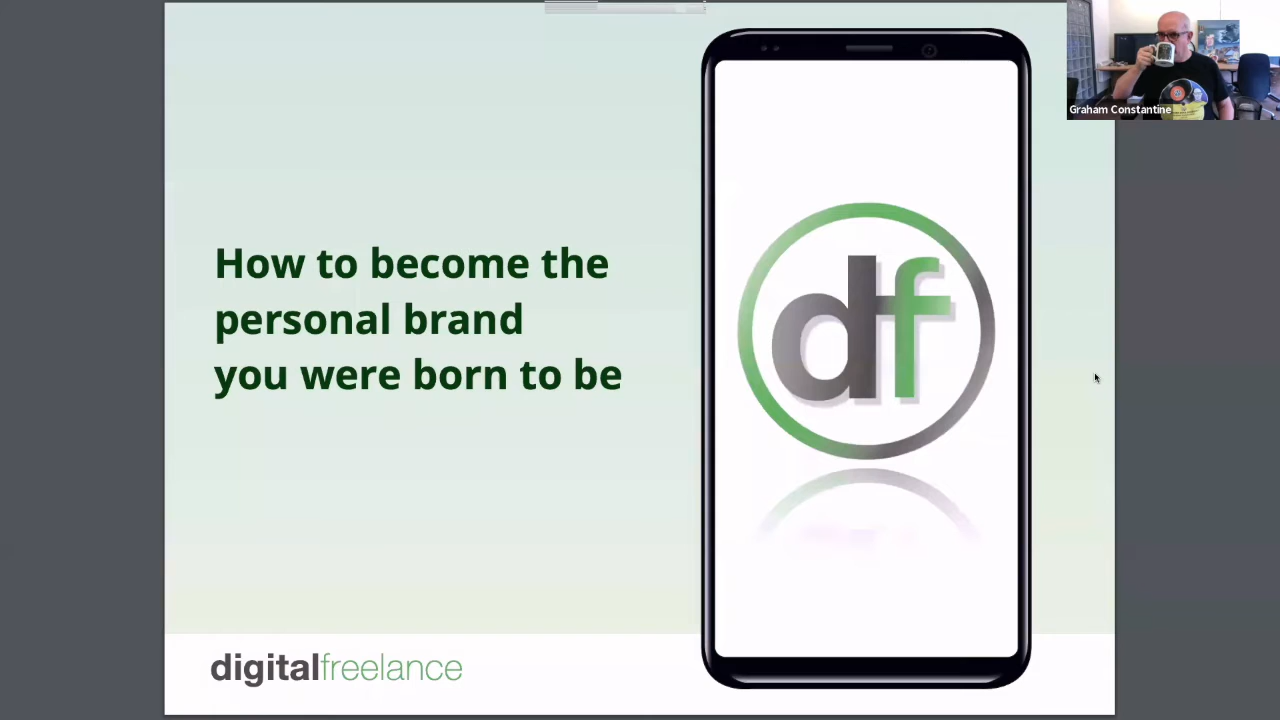 How to become the
personal brand
you were born to be
df
digitalfreelance
Graham Constantine